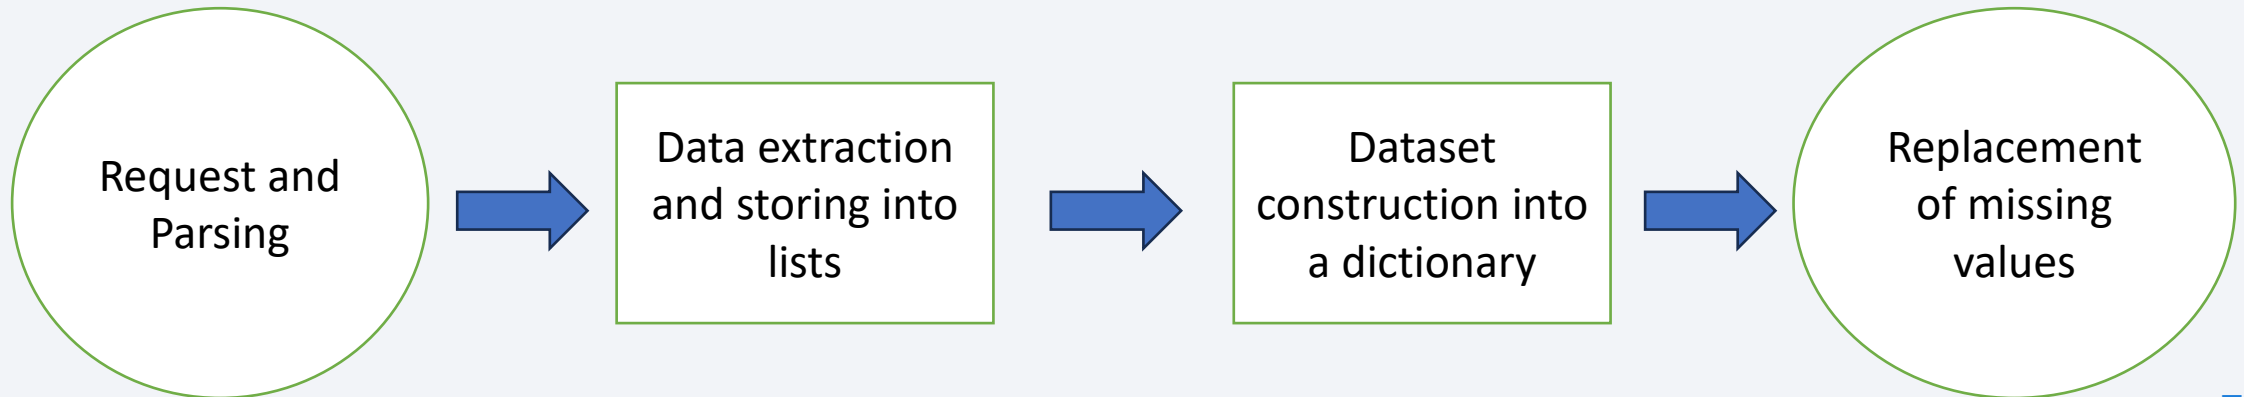 Request and
Parsing
Data extraction
and storing into
lists
Dataset
construction into
a dictionary
Replacement
of missing
values